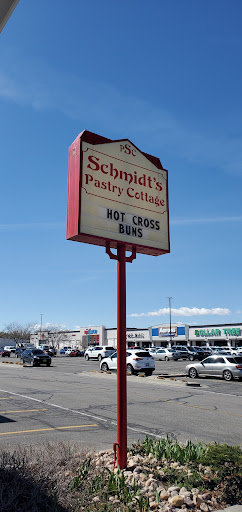 PSC
Schmidt's
Pastry Cottage
HOT CROSS
BUNS
DOLLAR TREE